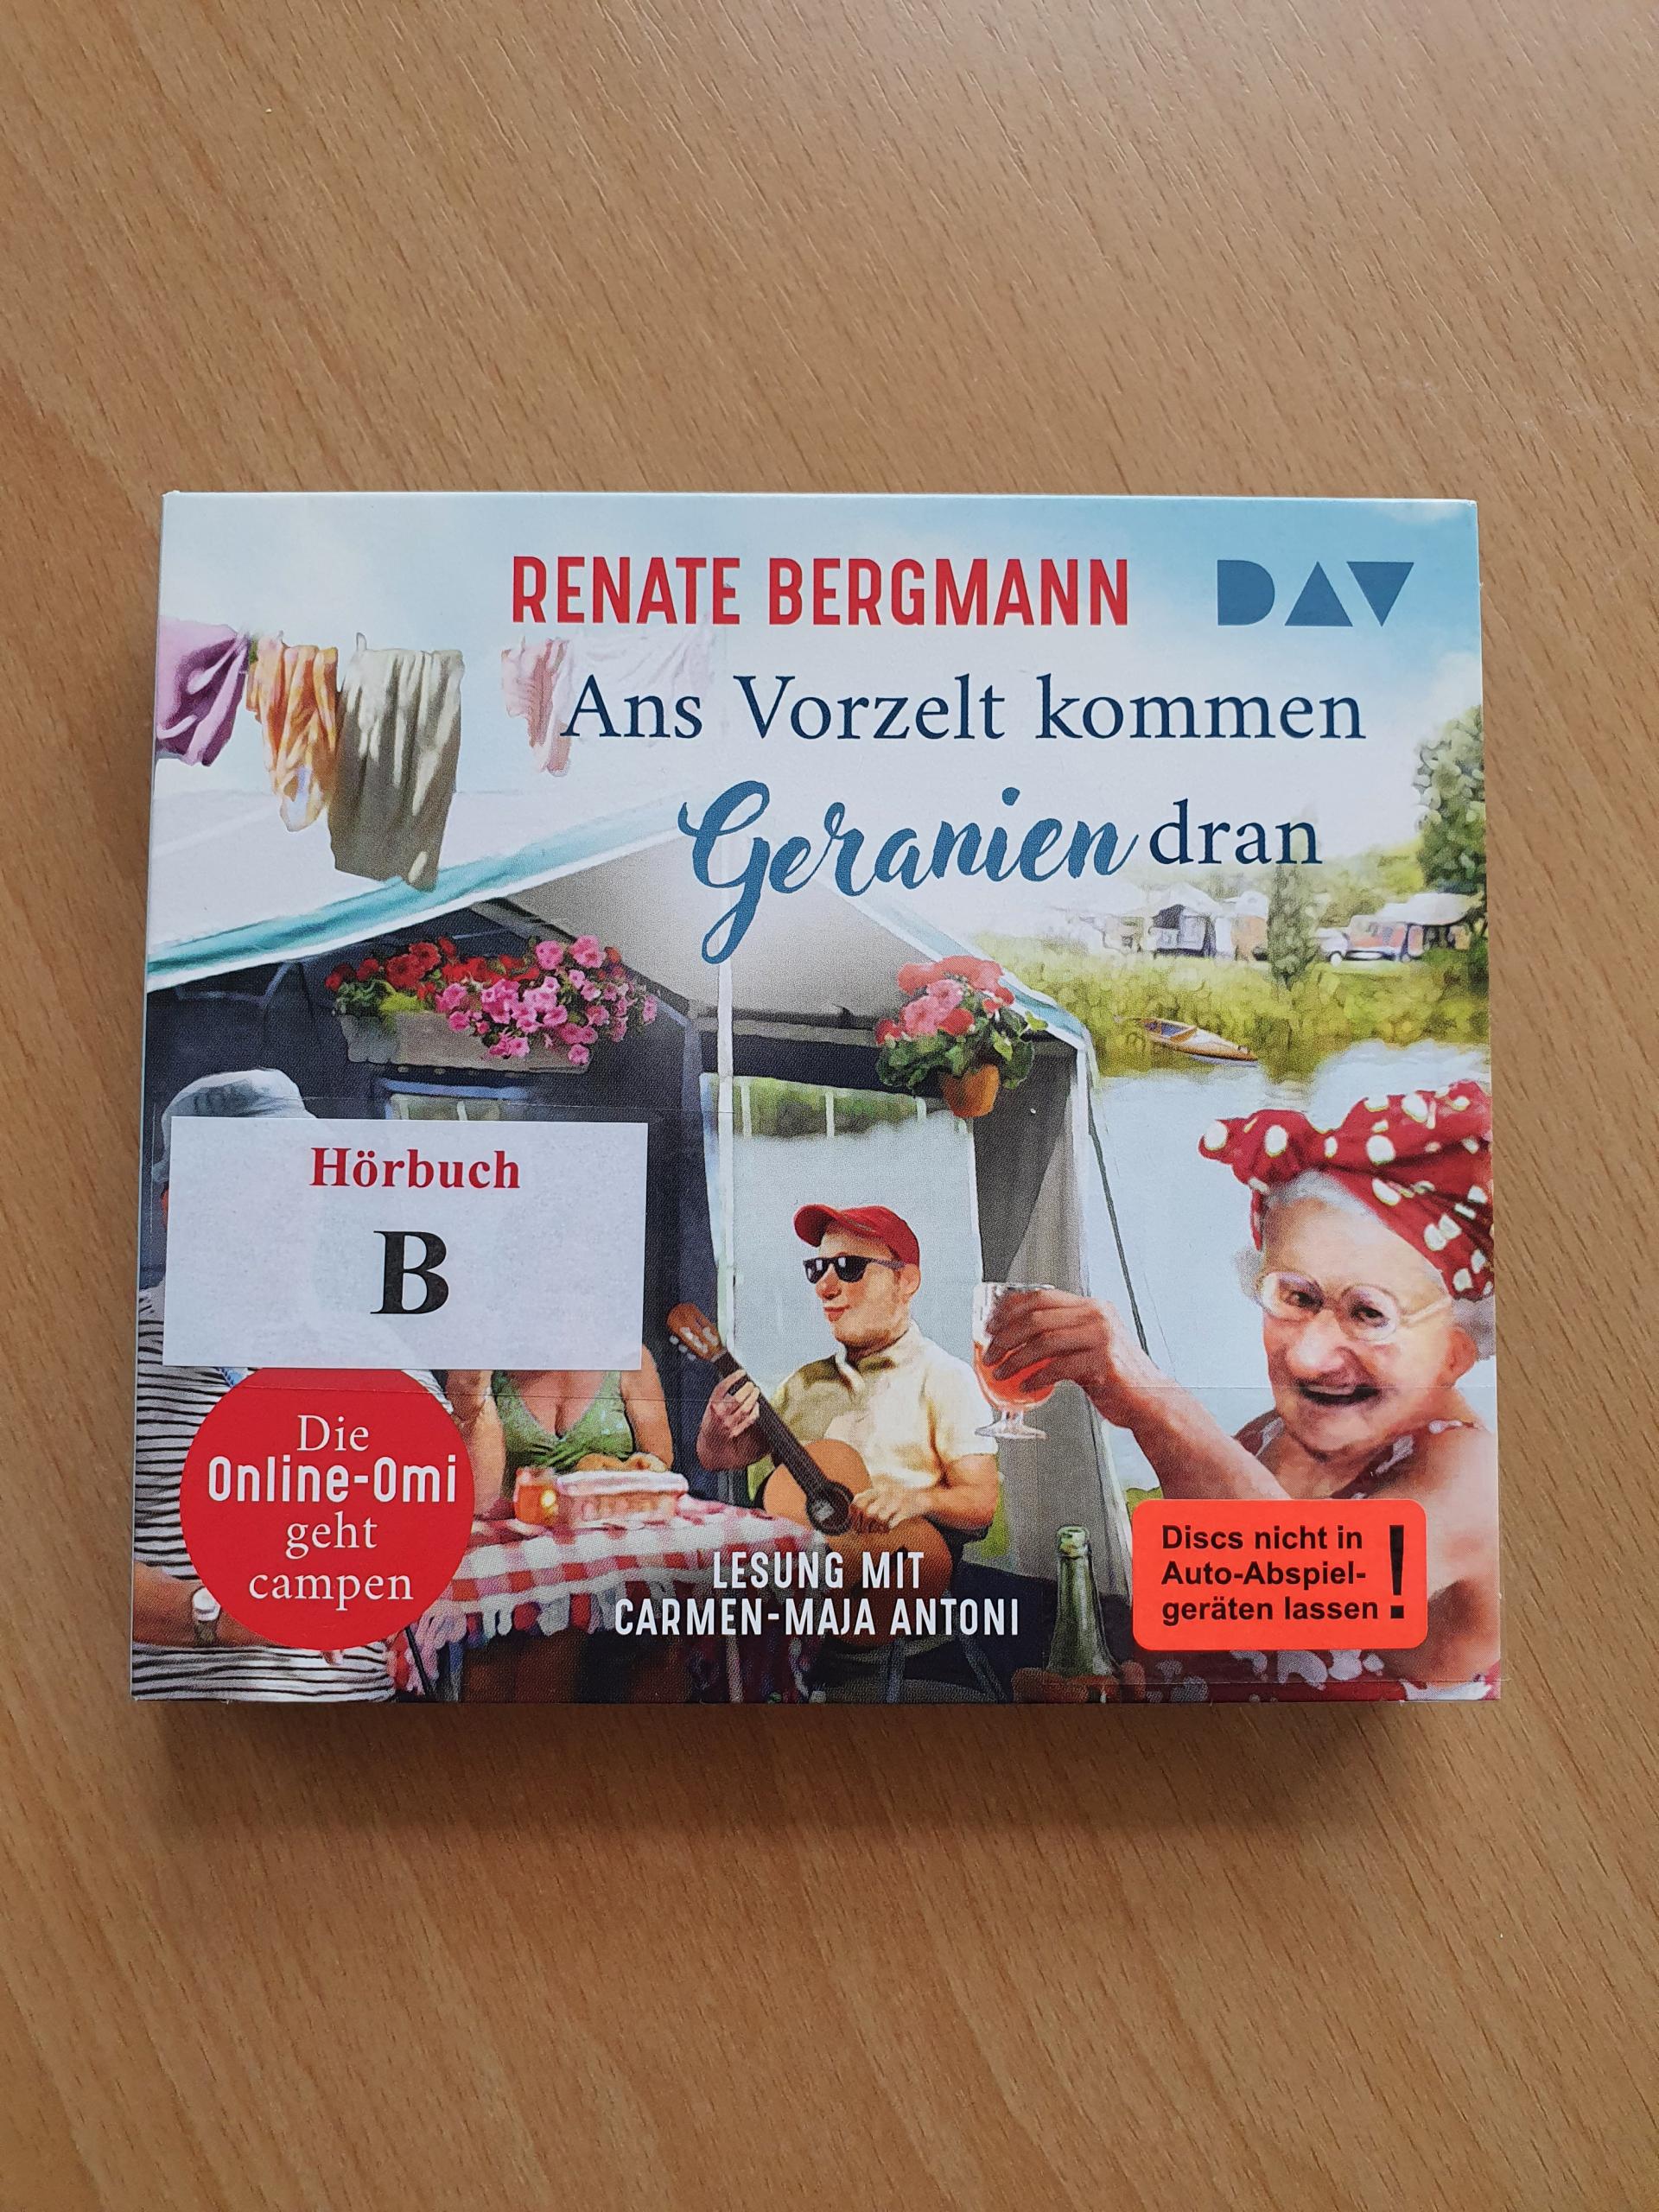 RENATE BERGMANN
DAV
Ans Vorzelt kommen
Geranien dran
Hörbuch
B
Die
Online-Omi
geht
campen
LESUNG MIT
CARMEN-MAJA ANTONI
Discs nicht in
Auto-Abspiel-
geräten lassen !